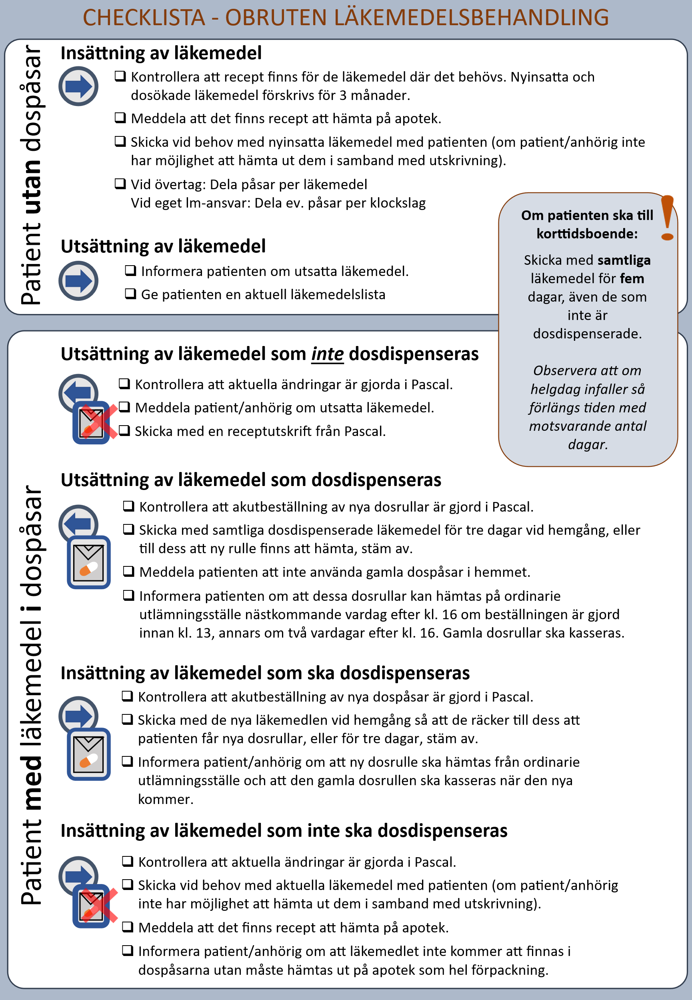 CHECKLISTA - OBRUTEN LÄKEMEDELSBEHANDLING
Patient utan dospåsar
Insättning av läkemedel
❑ Kontrollera att recept finns för de läkemedel där det behövs. Nyinsatta och
dosökade läkemedel förskrivs för 3 månader.
❑ Meddela att det finns recept att hämta på apotek.
❑ Skicka vid behov med nyinsatta läkemedel med patienten (om patient/anhörig inte
har möjlighet att hämta ut dem i samband med utskrivning).
❑ Vid övertag: Dela påsar per läkemedel
Vid eget lm-ansvar: Dela ev. påsar per klockslag
Utsättning av läkemedel
❑ Informera patienten om utsatta läkemedel.
❑ Ge patienten en aktuell läkemedelslista
Om patienten ska till
korttidsboende:
!
Skicka med samtliga
läkemedel för fem
dagar, även de som
inte är
dosdispenserade.
Observera att om
helgdag infaller så
förlängs tiden med
motsvarande antal
dagar.
Patient med läkemedel i dospåsar
Utsättning av läkemedel som inte dosdispenseras
❑ Kontrollera att aktuella ändringar är gjorda i Pascal.
❑ Meddela patient/anhörig om utsatta läkemedel.
❑ Skicka med en receptutskrift från Pascal.
Utsättning av läkemedel som dosdispenseras
❑ Kontrollera att akutbeställning av nya dosrullar är gjord i Pascal.
❑ Skicka med samtliga dosdispenserade läkemedel för tre dagar vid hemgång, eller
till dess att ny rulle finns att hämta, stäm av.
❑ Meddela patienten att inte använda gamla dospåsar i hemmet.
❑ Informera patienten om att dessa dosrullar kan hämtas på ordinarie
utlämningsställe nästkommande vardag efter kl. 16 om beställningen är gjord
innan kl. 13, annars om två vardagar efter kl. 16. Gamla dosrullar ska kasseras.
Insättning av läkemedel som ska dosdispenseras
❑ Kontrollera att akutbeställning av nya dospåsar är gjord i Pascal.
❑ Skicka med de nya läkemedlen vid hemgång så att de räcker till dess att
patienten får nya dosrullar, eller för tre dagar, stäm av.
❑ Informera patient/anhörig om att ny dosrulle ska hämtas från ordinarie
utlämningsställe och att den gamla dosrullen ska kasseras när den nya
kommer.
Insättning av läkemedel som inte ska dosdispenseras
❑ Kontrollera att aktuella ändringar är gjorda i Pascal.
❑ Skicka vid behov med aktuella läkemedel med patienten (om patient/anhörig
inte har möjlighet att hämta ut dem i samband med utskrivning).
❑ Meddela att det finns recept att hämta på apotek.
❑ Informera patient/anhörig om att läkemedlet inte kommer att finnas i
dospåsarna utan måste hämtas ut på apotek som hel förpackning.